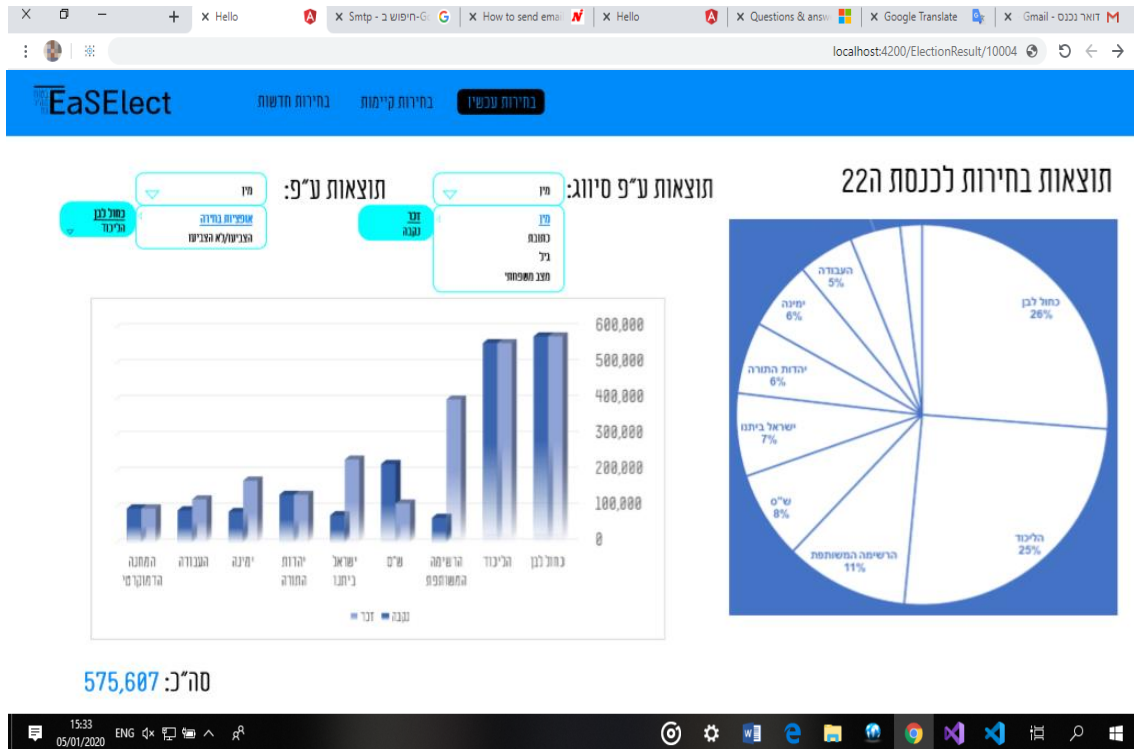 Hello
Smtp - חיפוש ב-Go
How to send email
Hello
Questions & answ
Google Translate
Gmail - דואר נכנס
localhost:4200/ElectionResult/10004
EaSElect
בחירות עכשיו
בחירות קיימות
בחירות חדשות
תוצאות בחירות לכנסת ה22
תוצאות ע"פ סיווג:
מין
מין
כתובת
גיל
מצב משפחתי
זכר
נקבה
תוצאות ע"פ:
מין
אופציות בחירה
הצביעו/לא הצביעו
כחול לבן
הליכוד
כחול לבן
26%
הליכוד
25%
הרשימה המשותפת
11%
ש"ס
8%
ישראל ביתנו
7%
יהדות התורה
6%
ימינה
6%
העבודה
5%
600,000
500,000
400,000
300,000
200,000
100,000
0
כחול לבן
הליכוד
הרשימה
המשותפת
ש"ס
ישראל
ביתנו
יהדות
התורה
ימינה
העבודה
המחנה
הדמוקרטי
נקבה
זכר
סה"כ: 575,607
15:33
05/01/2020
ENG